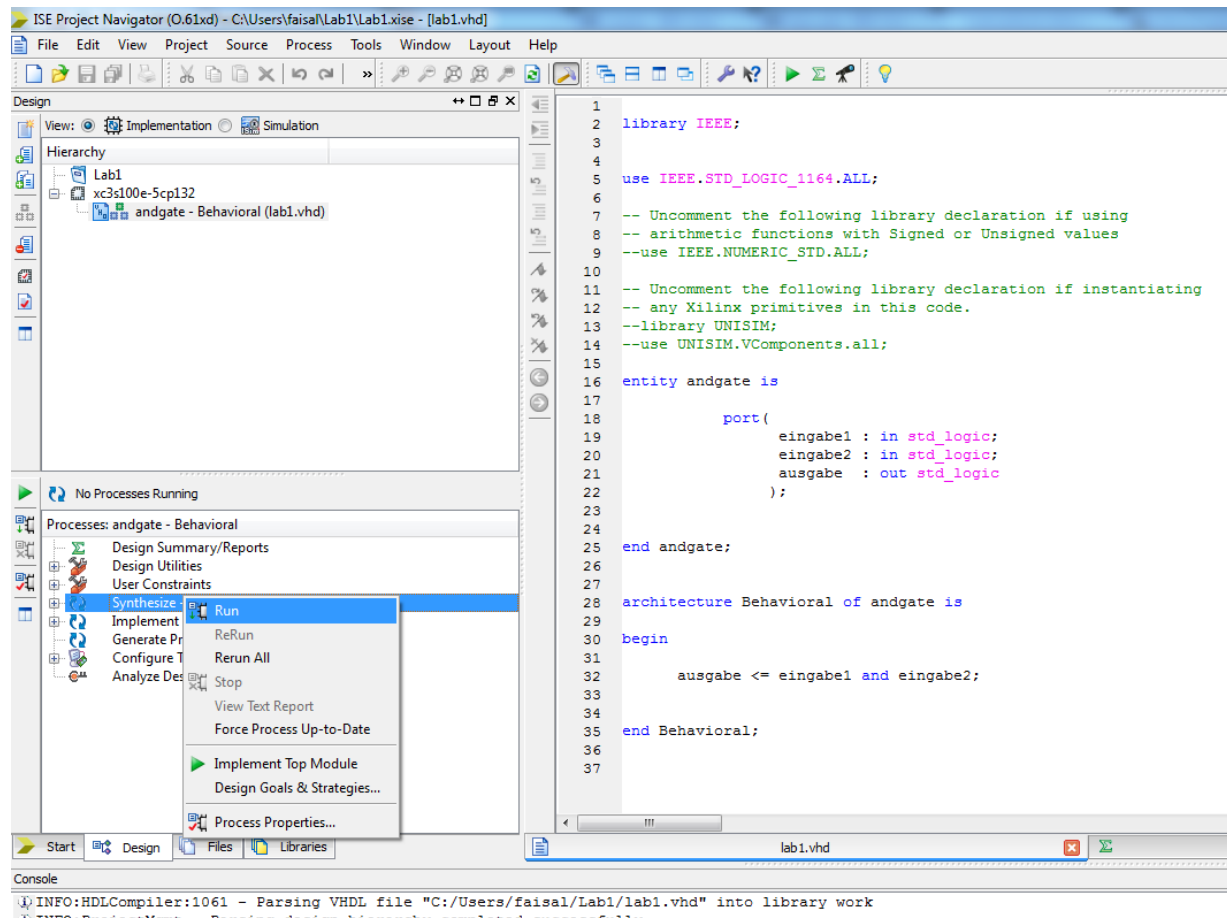 ISE Project Navigator (O.61xd) - C:\Users\faisal\Lab1\Lab1.xise - [lab1.vhd]
File Edit View Project Source Process Tools Window Layout Help
Design
View: Implementation Simulation
Hierarchy
Lab1
xc3s100e-5cp132
andgate - Behavioral (lab1.vhd)
No Processes Running
Processes: andgate - Behavioral
Design Summary/Reports
Design Utilities
User Constraints
Synthesize -
Implement
Generate Pr
Configure T
Analyze Des
Run
ReRun
Rerun All
Stop
View Text Report
Force Process Up-to-Date
Implement Top Module
Design Goals & Strategies...
Process Properties...
Start Design Files Libraries
1
2 library IEEE;
3
4
5 use IEEE.STD_LOGIC_1164.ALL;
6
7 -- Uncomment the following library declaration if using
8 -- arithmetic functions with Signed or Unsigned values
9 --use IEEE.NUMERIC_STD.ALL;
10
11 -- Uncomment the following library declaration if instantiating
12 -- any Xilinx primitives in this code.
13 --library UNISIM;
14 --use UNISIM.VComponents.all;
15
16 entity andgate is
17
18 port(
19 eingabe1 : in std_logic;
20 eingabe2 : in std_logic;
21 ausgabe : out std_logic
22 );
23
24
25 end andgate;
26
27
28 architecture Behavioral of andgate is
29
30 begin
31
32 ausgabe <= eingabe1 and eingabe2;
33
34
35 end Behavioral;
36
37
lab1.vhd
Console
INFO:HDLCompiler:1061 - Parsing VHDL file "C:/Users/faisal/Lab1/lab1.vhd" into library work
INFO:ProjectMgmt - Parsing design hierarchy completed successfully.